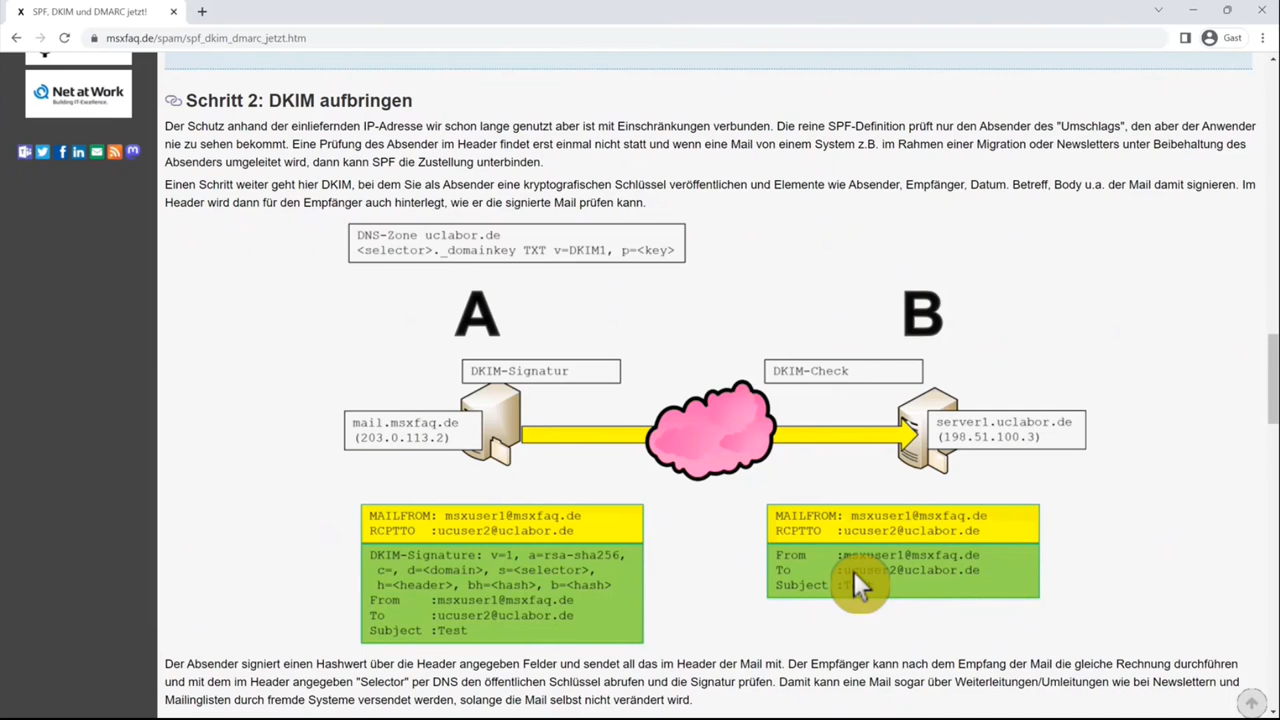 SPF, DKIM und DMARC jetzt!
msxfaq.de/spam/spf_dkim_dmarc_jetzt.htm
Gast
Net at Work
Building IT-Excellence.
Schritt 2: DKIM aufbringen
Der Schutz anhand der einliefernden IP-Adresse wir schon lange genutzt aber ist mit Einschränkungen verbunden. Die reine SPF-Definition prüft nur den Absender des "Umschlags", den aber der Anwender
nie zu sehen bekommt. Eine Prüfung des Absender im Header findet erst einmal nicht statt und wenn eine Mail von einem System z.B. im Rahmen einer Migration oder Newsletters unter Beibehaltung des
Absenders umgeleitet wird, dann kann SPF die Zustellung unterbinden.
Einen Schritt weiter geht hier DKIM, bei dem Sie als Absender eine kryptografischen Schlüssel veröffentlichen und Elemente wie Absender, Empfänger, Datum. Betreff, Body u.a. der Mail damit signieren. Im
Header wird dann für den Empfänger auch hinterlegt, wie er die signierte Mail prüfen kann.
DNS-Zone uclabor.de
<selector>._domainkey TXT v=DKIM1, p=<key>
A
B
DKIM-Signatur
DKIM-Check
mail.msxfaq.de
(203.0.113.2)
server1.uclabor.de
(198.51.100.3)
MAILFROM: msxuser1@msxfaq.de
RCPTTO :ucuser2@uclabor.de
DKIM-Signature: v=1, a=rsa-sha256,
c=, d=<domain>, s=<selector>,
h=<header>, bh=<hash>, b=<hash>
From :msxuser1@msxfaq.de
To :ucuser2@uclabor.de
Subject :Test
MAILFROM: msxuser1@msxfaq.de
RCPTTO :ucuser2@uclabor.de
From :msxuser1@msxfaq.de
To :ucuser2@uclabor.de
Subject
Der Absender signiert einen Hashwert über die Header angegeben Felder und sendet all das im Header der Mail mit. Der Empfänger kann nach dem Empfang der Mail die gleiche Rechnung durchführen
und mit dem im Header angegeben "Selector" per DNS den öffentlichen Schlüssel abrufen und die Signatur prüfen. Damit kann eine Mail sogar über Weiterleitungen/Umleitungen wie bei Newslettern und
Mailinglisten durch fremde Systeme versendet werden, solange die Mail selbst nicht verändert wird.